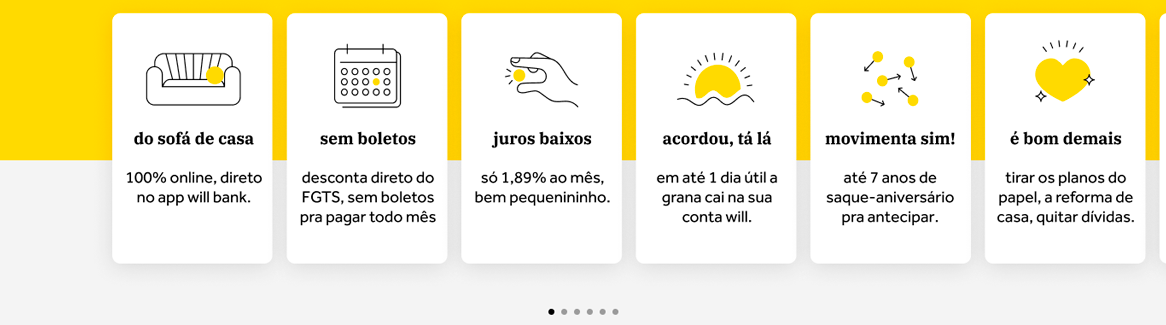 do sofá de casa
100% online, direto
no app will bank.
sem boletos
desconta direto do
FGTS, sem boletos
pra pagar todo mês
juros baixos
só 1,89% ao mês,
bem pequenininho.
acordou, tá lá
em até 1 dia útil a
grana cai na sua
conta will.
movimenta sim!
até 7 anos de
saque-aniversário
pra antecipar.
é bom demais
tirar os planos do
papel, a reforma de
casa, quitar dívidas.